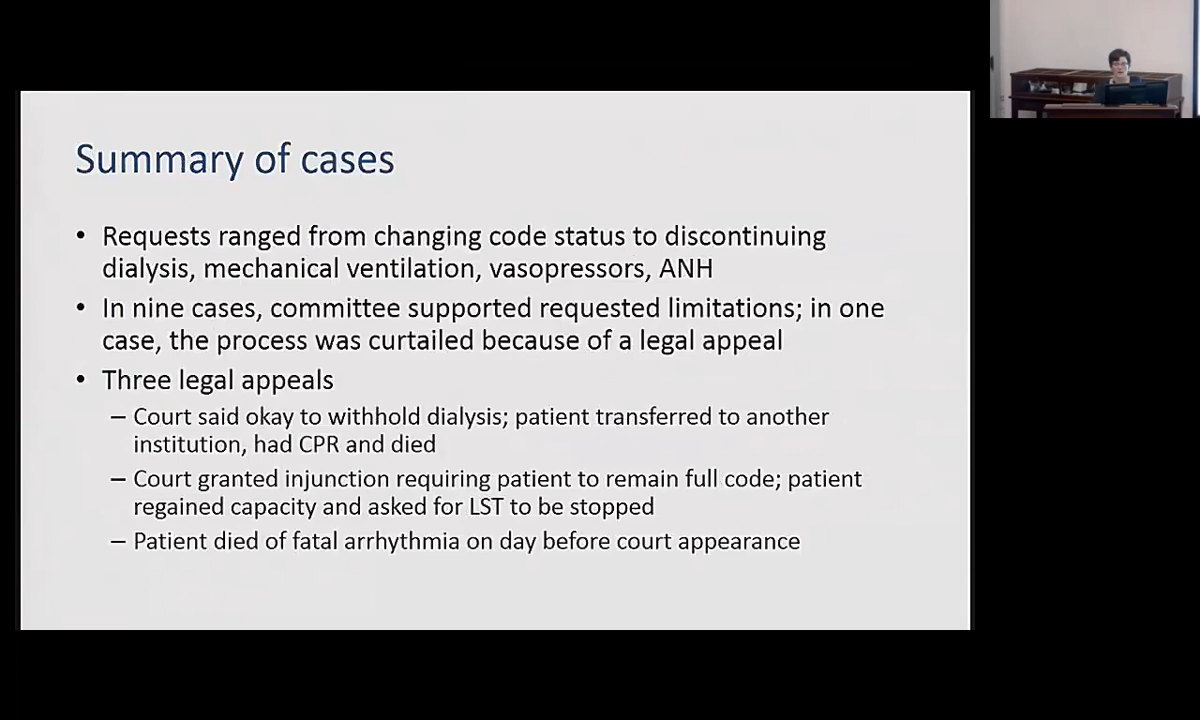 Summary of cases
• Requests ranged from changing code status to discontinuing
dialysis, mechanical ventilation, vasopressors, ANH
• In nine cases, committee supported requested limitations; in one
case, the process was curtailed because of a legal appeal
• Three legal appeals
– Court said okay to withhold dialysis; patient transferred to another
institution, had CPR and died
– Court granted injunction requiring patient to remain full code; patient
regained capacity and asked for LST to be stopped
– Patient died of fatal arrhythmia on day before court appearance